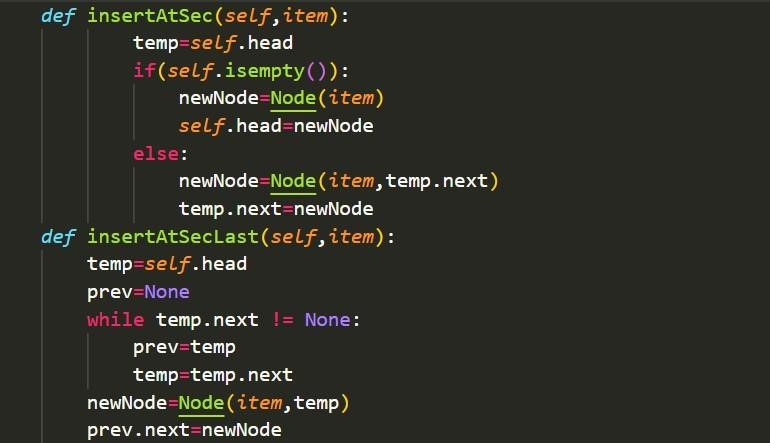 def insertAtSec(self,item):
        temp=self.head
        if(self.isempty()):
            newNode=Node(item)
            self.head=newNode
        else:
            newNode=Node(item,temp.next)
            temp.next=newNode
def insertAtSecLast(self,item):
    temp=self.head
    prev=None
    while temp.next != None:
        prev=temp
        temp=temp.next
    newNode=Node(item,temp)
    prev.next=newNode